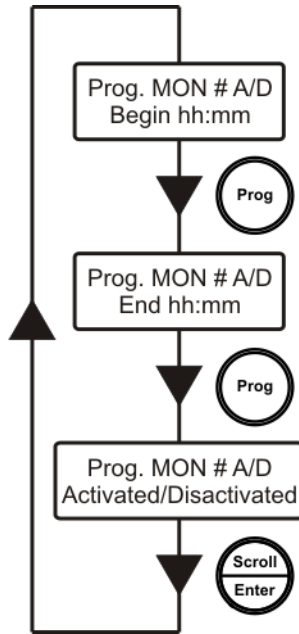 Prog. MON # A/D
Begin hh:mm
Prog
Prog. MON # A/D
End hh:mm
Prog
Prog. MON # A/D
Activated/Disactivated
Scroll
Enter